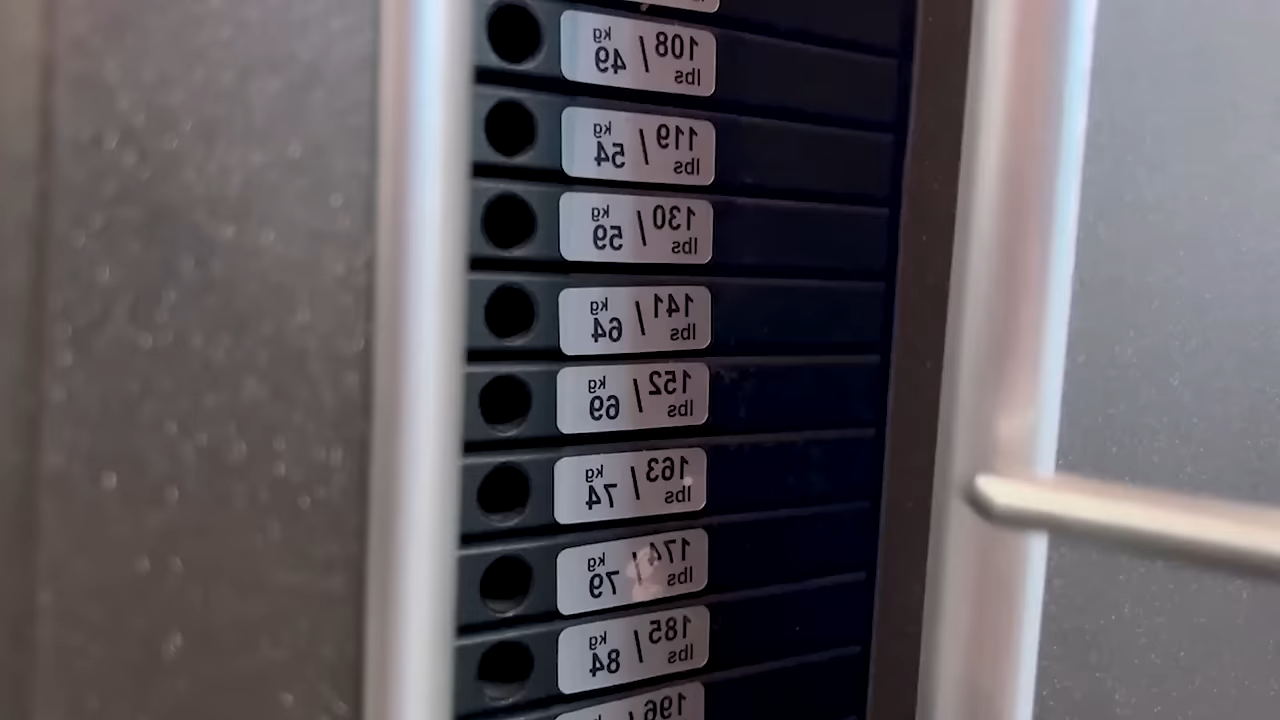 108 lbs / 49 kg
119 lbs / 54 kg
130 lbs / 59 kg
141 lbs / 64 kg
152 lbs / 69 kg
163 lbs / 74 kg
174 lbs / 79 kg
185 lbs / 84 kg
196 /